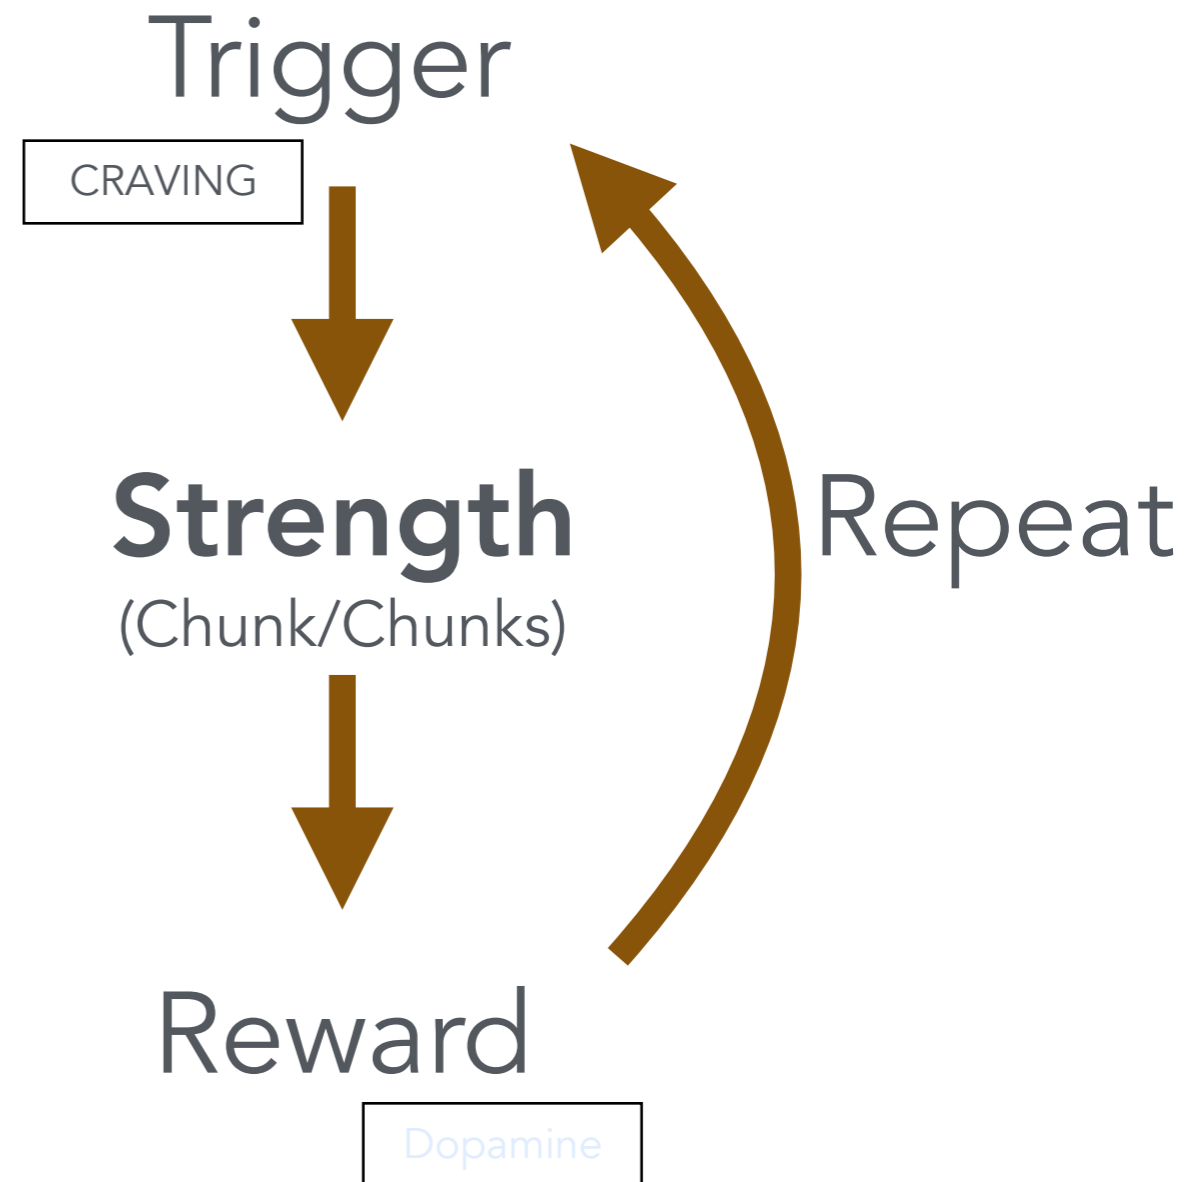 Trigger
CRAVING
Strength
(Chunk/Chunks)
Repeat
Reward
Dopamine